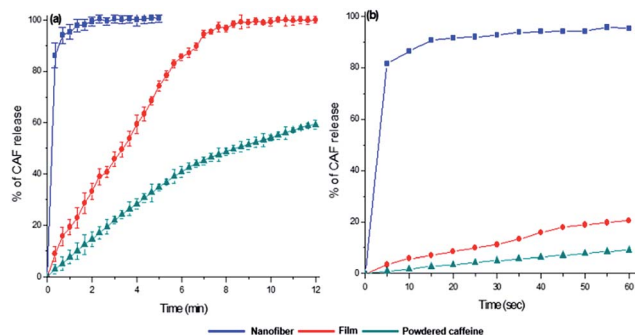 (a)
% of CAF release
100
80
60
40
20
0
0 2 4 6 8 10 12
Time (min)
(b)
% of CAF release
100
80
60
40
20
0
0 10 20 30 40 50 60
Time (sec)
Nanofiber Film Powdered caffeine